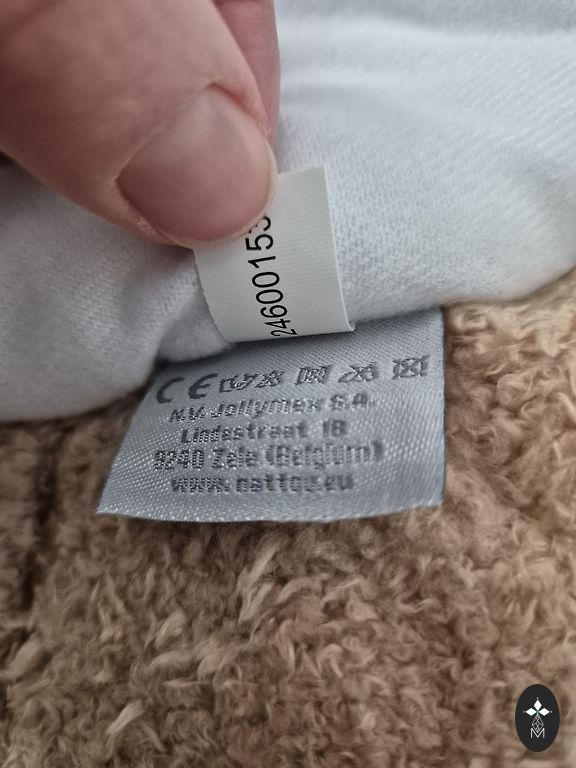 24600153
CE
N.V. Jollymex S.A.
Lindestraat 18
9240 Zele (Belgium)
www.nattou.eu
M